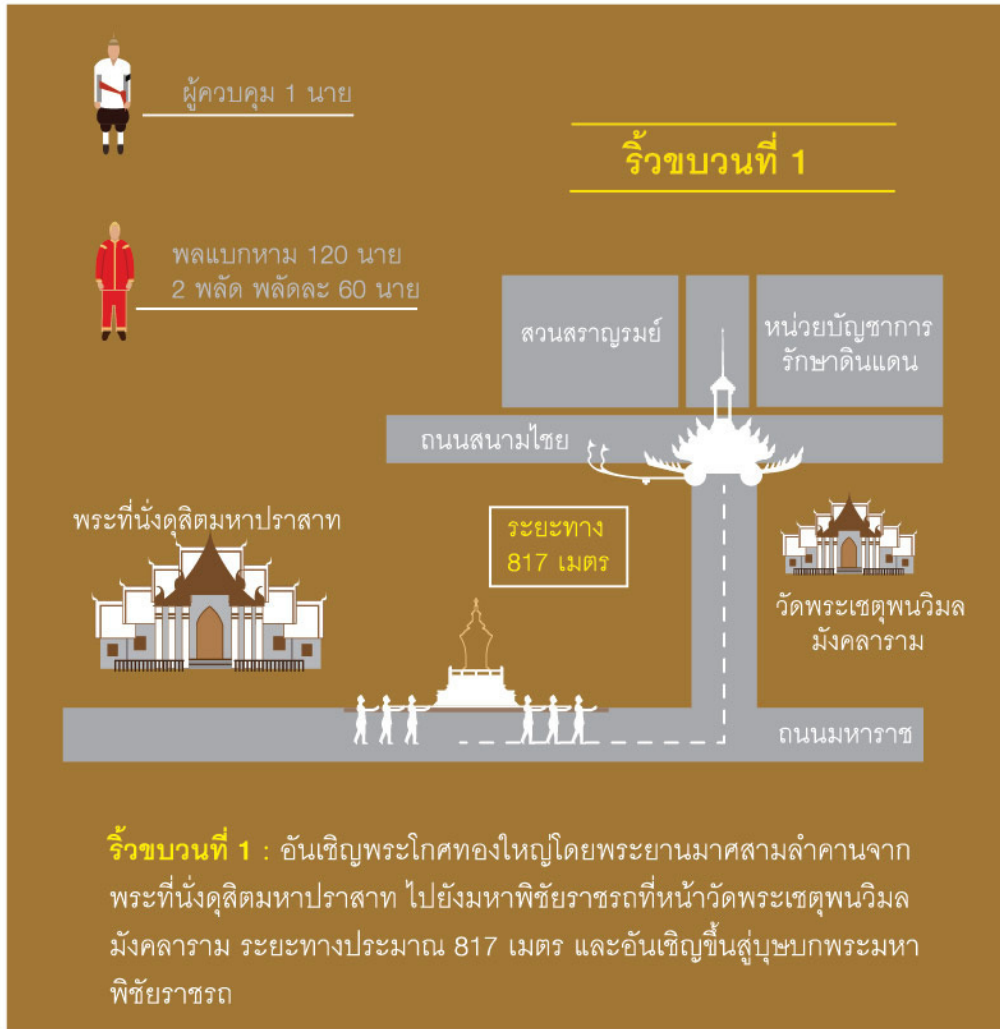 ผู้ควบคุม 1 นาย
ริ้วขบวนที่ 1
พลแบกหาม 120 นาย
2 พลัด พลัดละ 60 นาย
สวนสราญรมย์
หน่วยบัญชาการ
รักษาดินแดน
ถนนสนามไชย
พระที่นั่งดุสิตมหาปราสาท
ระยะทาง
817 เมตร
วัดพระเชตุพนวิมล
มังคลาราม
ถนนมหาราช
ริ้วขบวนที่ 1 : อันเชิญพระโกศทองใหญ่โดยพระยานมาศสามลำคานจาก
พระที่นั่งดุสิตมหาปราสาท ไปยังมหาพิชัยราชรถที่หน้าวัดพระเชตุพนวิมล
มังคลาราม ระยะทางประมาณ 817 เมตร และอันเชิญขึ้นสู่บุษบกพระมหา
พิชัยราชรถ